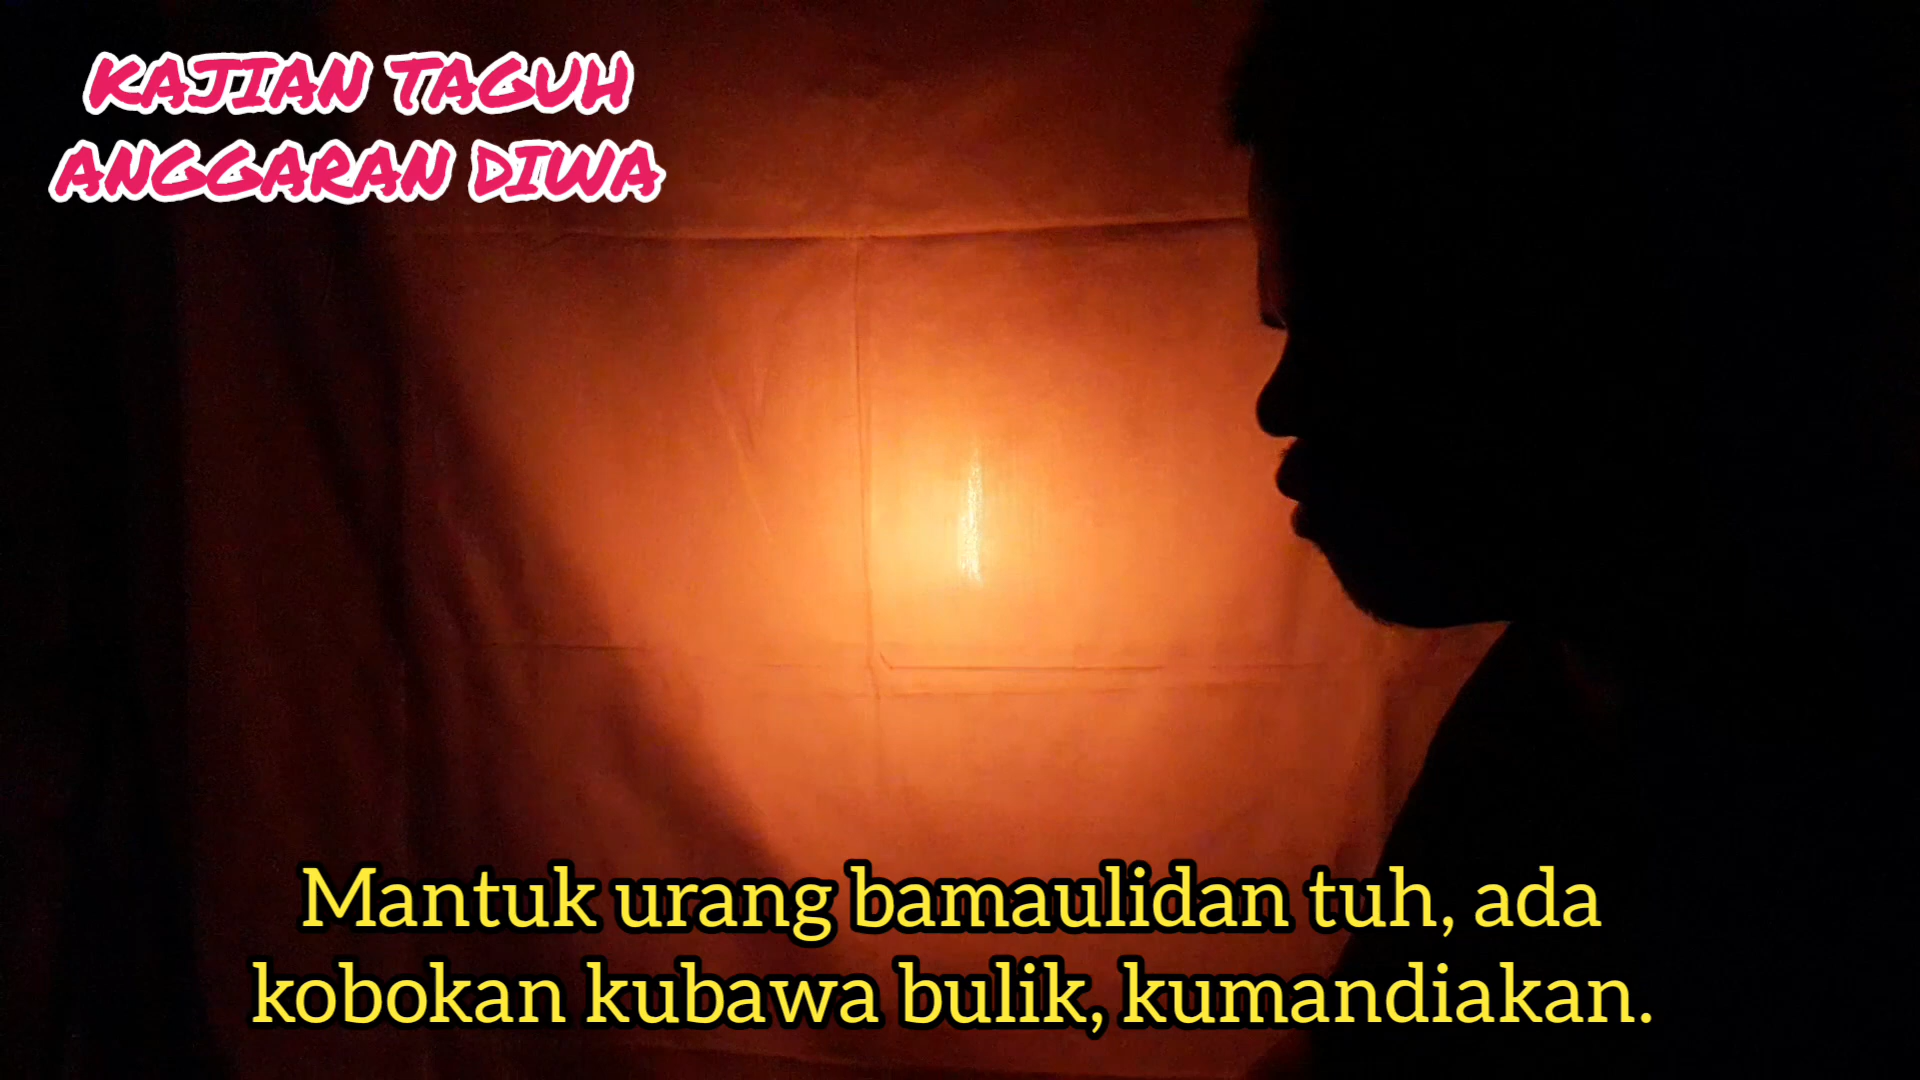 KAJIAN TAGUH
ANGGARAN DIWA
Mantuk urang bamaulidan tuh, ada
kobokan kubawa bulik, kumandiakan.